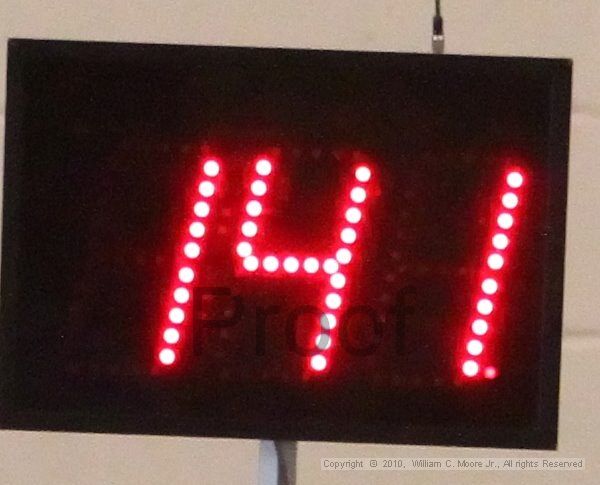 141.
Proof
Copyright © 2010, William C. Moore Jr., All rights Reserved